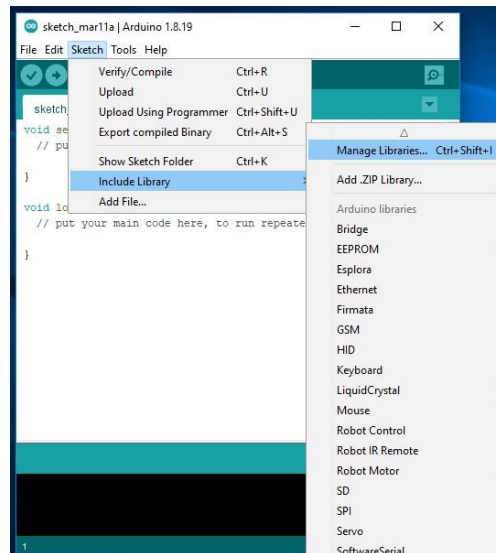 sketch_mar11a | Arduino 1.8.19
File Edit Sketch Tools Help
Verify/Compile Ctrl+R
Upload Ctrl+U
Upload Using Programmer Ctrl+Shift+U
Export compiled Binary Ctrl+Alt+S
Show Sketch Folder Ctrl+K
Include Library
Add File...
sketch_
void se
// pu
}
void lo
// put your main code here, to run repeate
}
Manage Libraries... Ctrl+Shift+I
Add .ZIP Library...
Arduino libraries
Bridge
EEPROM
Esplora
Ethernet
Firmata
GSM
HID
Keyboard
LiquidCrystal
Mouse
Robot Control
Robot IR Remote
Robot Motor
SD
SPI
Servo
SoftwareSerial
1